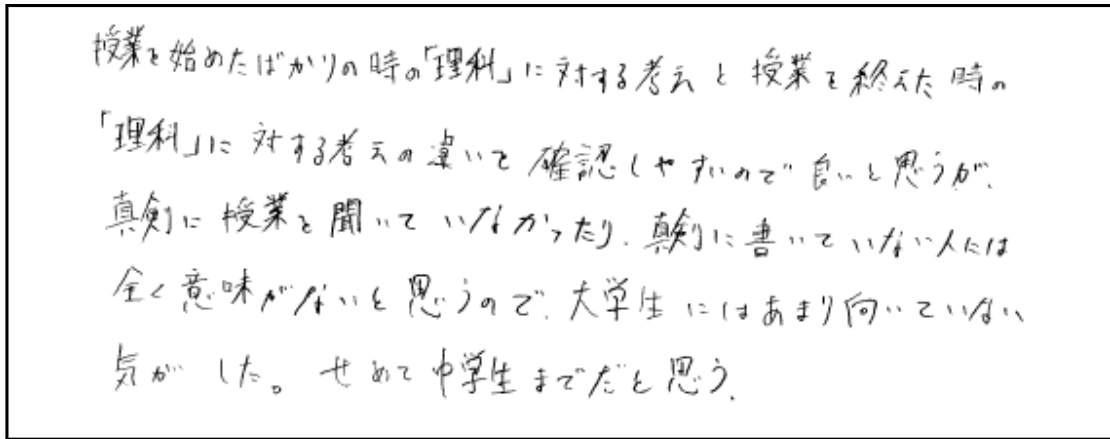 授業を始めたばかりの時の「理科」に対する考えと授業を終えた時の
「理科」に対する考えの違いを確認しやすいので良いと思うが、
真剣に授業を聞いていなかったり、真剣に書いていない人には
全く意味がないと思うので、大学生にはあまり向いていない
気がした。せめて中学生までだと思う。